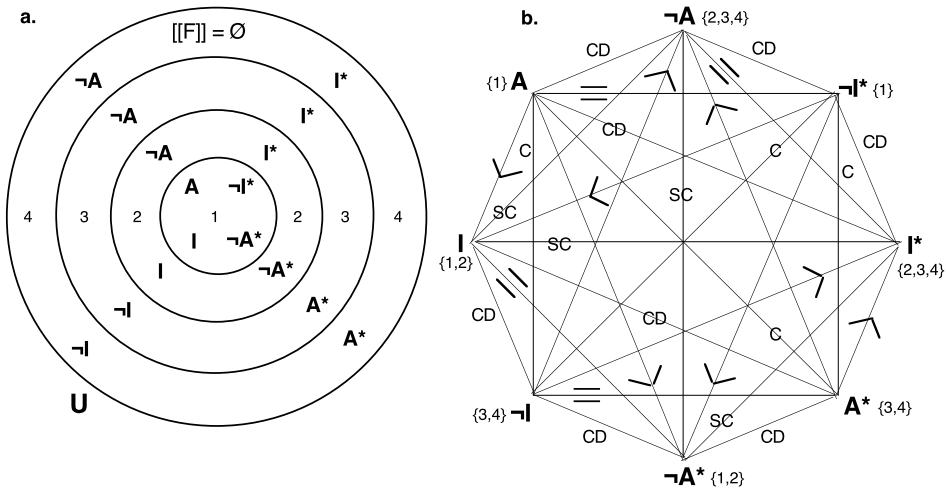 a.
[[F]] = Ø
¬A
I*
¬A
I*
¬A
I*
A ¬I*
4 3 2 1 2 3 4
I ¬A*
I ¬A*
¬I A*
¬I A*
U
b.
¬A {2,3,4}
CD CD
{1} A ¬I* {1}
CD
C C CD
C
SC
SC
I SC I*
{1,2} {2,3,4}
CD CD
C
{3,4} ¬I A* {3,4}
SC
CD CD
¬A* {1,2}